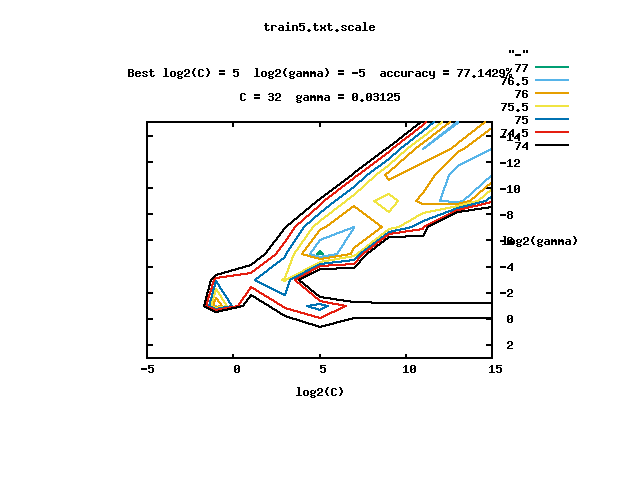 train5.txt.scale
"-"
Best log2(C) = 5 log2(gamma) = -5 accuracy = 77.1429%
77
76.5
76
C = 32 gamma = 0.03125
75.5
75
74.5
74
-14
-12
-10
-8
-6
log2(gamma)
-4
-2
0
2
-5 0 5 10 15
log2(C)